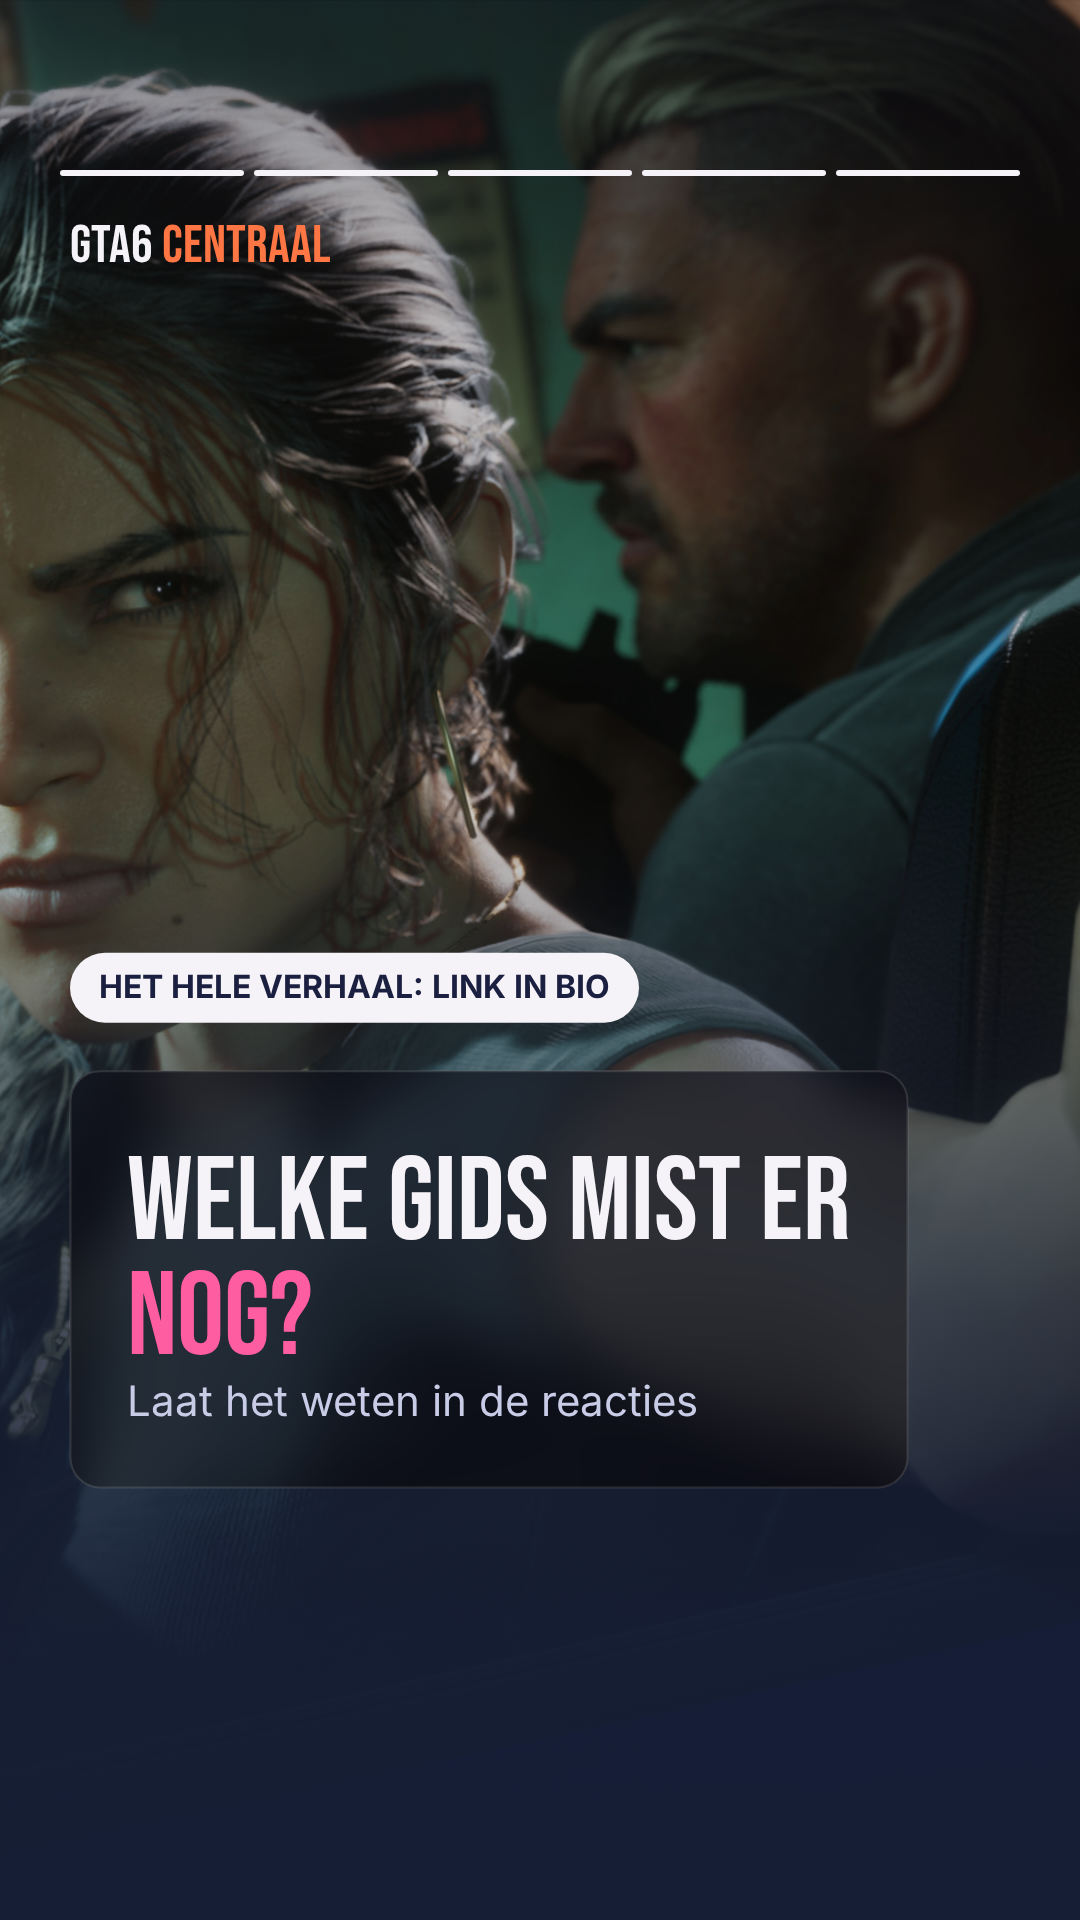 GTA6 CENTRAAL
HET HELE VERHAAL: LINK IN BIO
WELKE GIDS MIST ER
NOG?
Laat het weten in de reacties